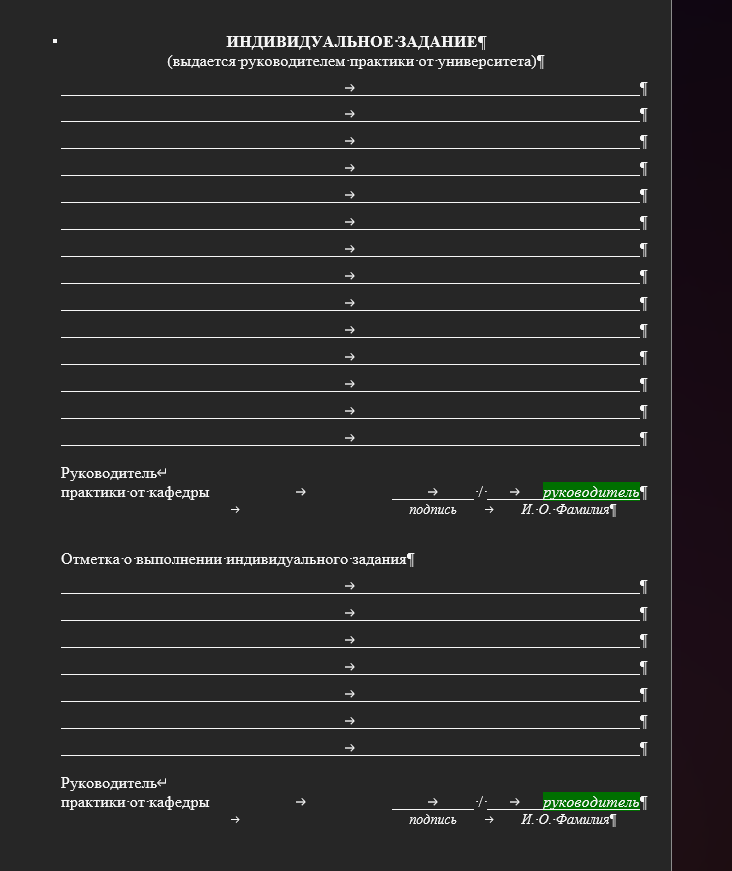 ИНДИВИДУАЛЬНОЕ ЗАДАНИЕ
(выдается руководителем практики от университета)
Руководитель
практики от кафедры / руководитель
подпись И. О. Фамилия
Отметка о выполнении индивидуального задания
Руководитель
практики от кафедры / руководитель
подпись И. О. Фамилия